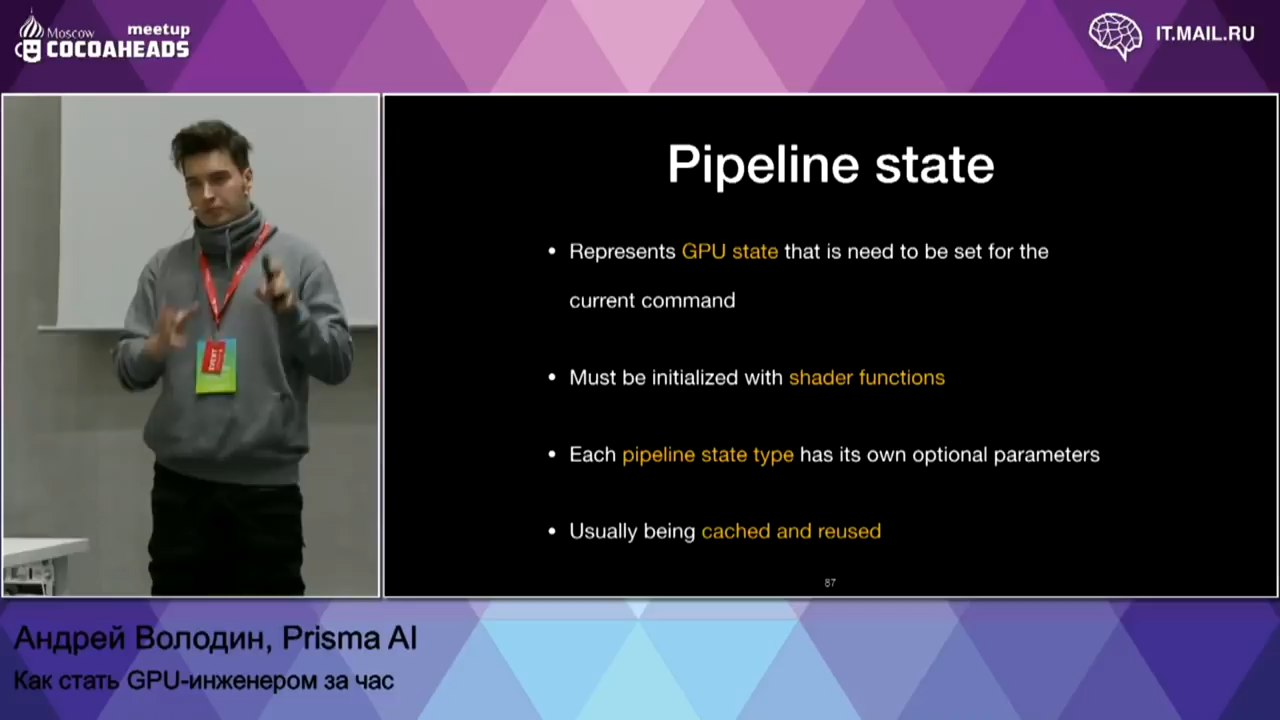 Moscow meetup
COCOAHEADS
IT.MAIL.RU
Pipeline state
• Represents GPU state that is need to be set for the
current command
• Must be initialized with shader functions
• Each pipeline state type has its own optional parameters
• Usually being cached and reused
87
Андрей Володин, Prisma AI
Как стать GPU-инженером за час